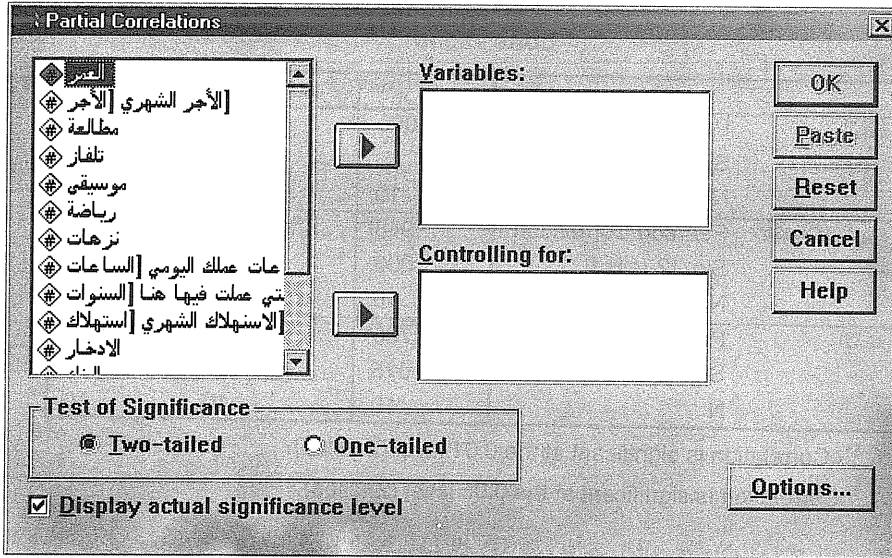 Partial Correlations
العمر
الأجر الشهري [الأجر]
مطالعة
تلفاز
موسيقى
رياضة
نزهات
عات عملك اليومي [الساعات
تي عملت فيها هنا [السنوات
الاستهلاك الشهري [استهلاك]
الادخار
Variables:
Controlling for:
OK
Paste
Reset
Cancel
Help
Test of Significance
Two-tailed
One-tailed
Display actual significance level
Options...